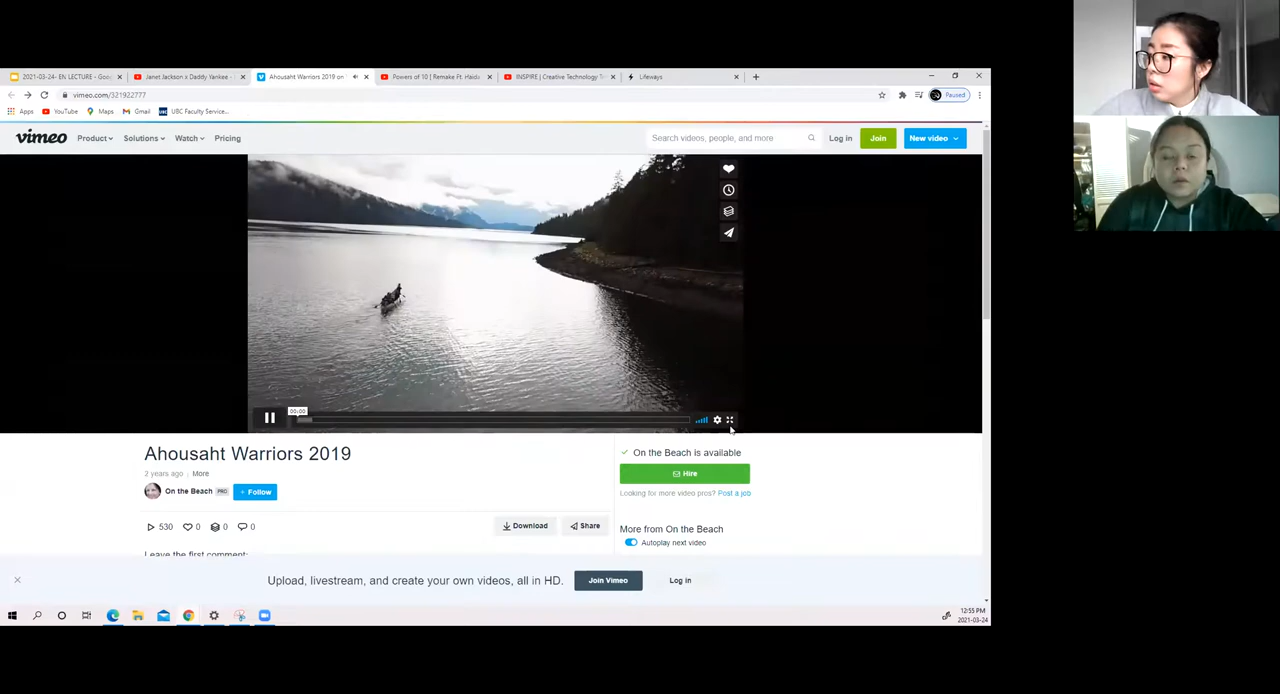 2021-03-24- EN LECTURE - Goo
Janet Jackson x Daddy Yankee -
Ahousaht Warriors 2019 on
Powers of 10 [ Remake Ft. Haida
INSPIRE | Creative Technology T
Lifeways
vimeo.com/321922777
Paused
Apps
YouTube
Maps
Gmail
UBC Faculty Service...
vimeo
Product
Solutions
Watch
Pricing
Search videos, people, and more
Log in
Join
New video
00:00
Ahousaht Warriors 2019
2 years ago
More
On the Beach PRO
+ Follow
530
0
0
0
Download
Share
Leave the first comment:
On the Beach is available
Hire
Looking for more video pros? Post a job
More from On the Beach
Autoplay next video
Upload, livestream, and create your own videos, all in HD.
Join Vimeo
Log in
12:55 PM
2021-03-24